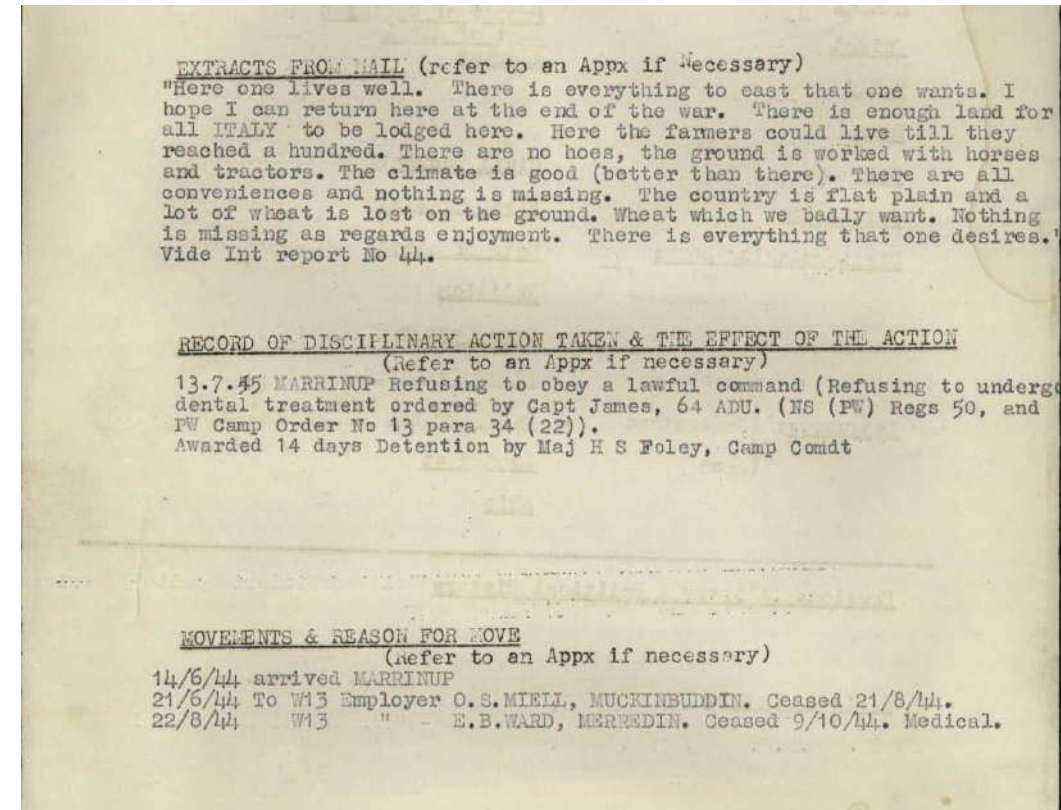 EXTRACTS FROM MAIL (refer to an Appx if Necessary)
"Here one lives well. There is everything to east that one wants. I
hope I can return here at the end of the war. There is enough land for
all ITALY to be lodged here. Here the farmers could live till they
reached a hundred. There are no hoes, the ground is worked with horses
and tractors. The climate is good (better than there). There are all
conveniences and nothing is missing. The country is flat plain and a
lot of wheat is lost on the ground. Wheat which we badly want. Nothing
is missing as regards enjoyment. There is everything that one desires."
Vide Int report No 44.
RECORD OF DISCIPLINARY ACTION TAKEN & THE EFFECT OF THE ACTION
(Refer to an Appx if necessary)
13.7.45 MARRINUP Refusing to obey a lawful command (Refusing to undergo
dental treatment ordered by Capt James, 64 ADU. (NS (PW) Regs 50, and
PW Camp Order No 13 para 34 (22)).
Awarded 14 days Detention by Maj H S Foley, Camp Comdt
MOVEMENTS & REASON FOR MOVE
(Refer to an Appx if necessary)
14/6/44 arrived MARRINUP
21/6/44 To W13 Employer O.S.MIELL, MUCKINBUDDIN. Ceased 21/8/44.
22/8/44 W13 " - E.B.WARD, MERREDIN. Ceased 9/10/44. Medical.